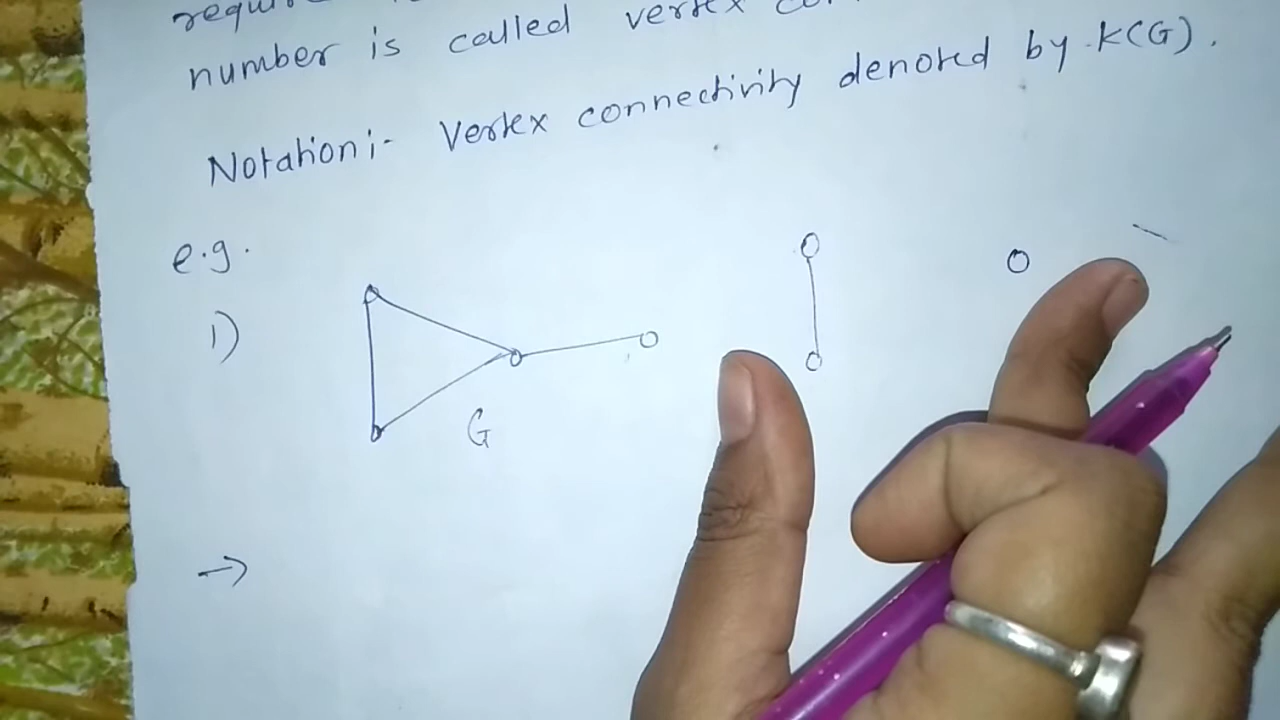 number is called vertex
Notation:- Vertex connectivity denoted by K(G).
e.g.
1)
G
→